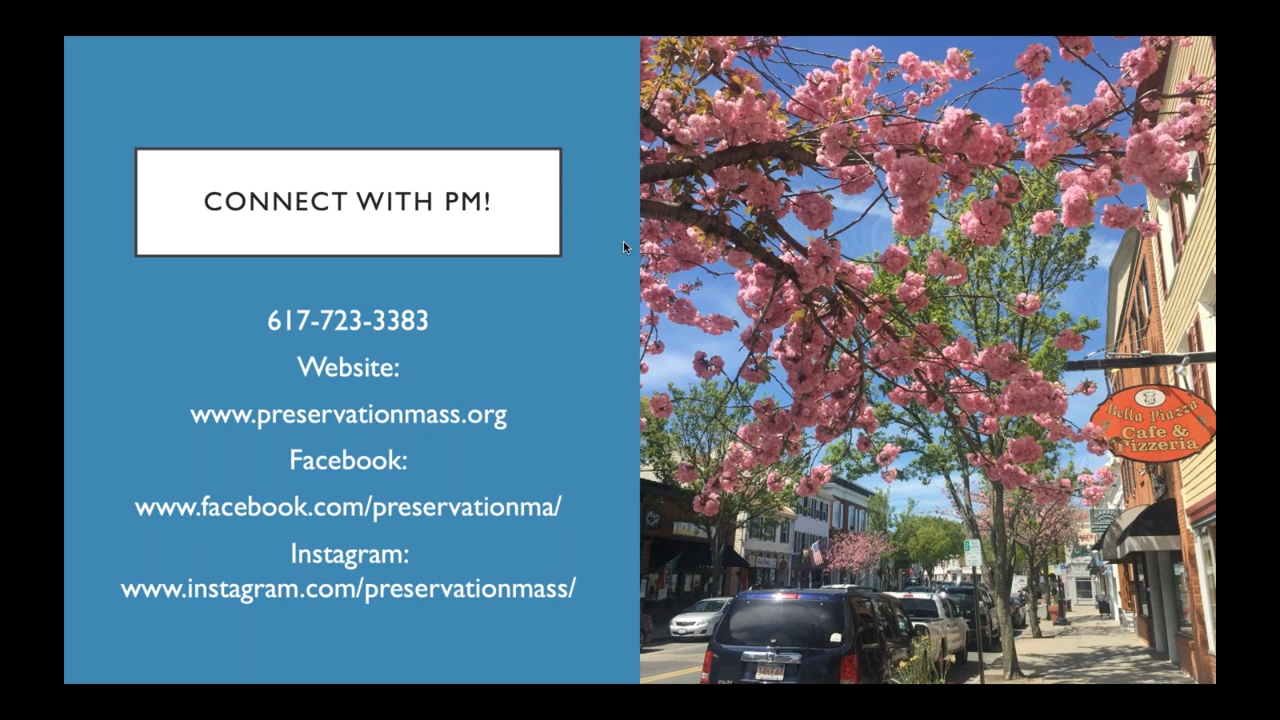 CONNECT WITH PM!
617-723-3383
Website:
www.preservationmass.org
Facebook:
www.facebook.com/preservationma/
Instagram:
www.instagram.com/preservationmass/
Bella Piazza
Cafe &
Pizzeria
PILOT